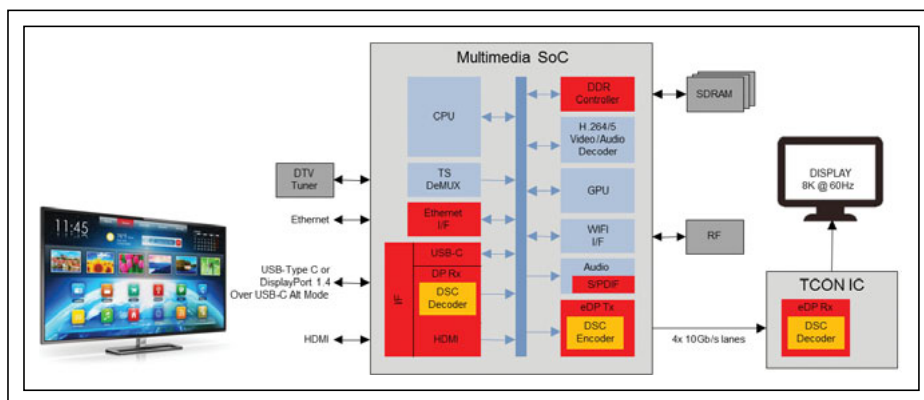 Multimedia SoC
CPU
DDR
Controller
SDRAM
H.264/5
Video/Audio
Decoder
DTV
Tuner
TS
DeMUX
GPU
DISPLAY
8K @ 60Hz
Ethernet
Ethernet
I/F
WIFI
I/F
RF
11:45
USB-Type C or
DisplayPort 1.4
Over USB-C Alt Mode
I/F
USB-C
DP Rx
DSC
Decoder
HDMI
HDMI
Audio
S/PDIF
eDP Tx
DSC
Encoder
4x 10Gb/s lanes
TCON IC
eDP Rx
DSC
Decoder